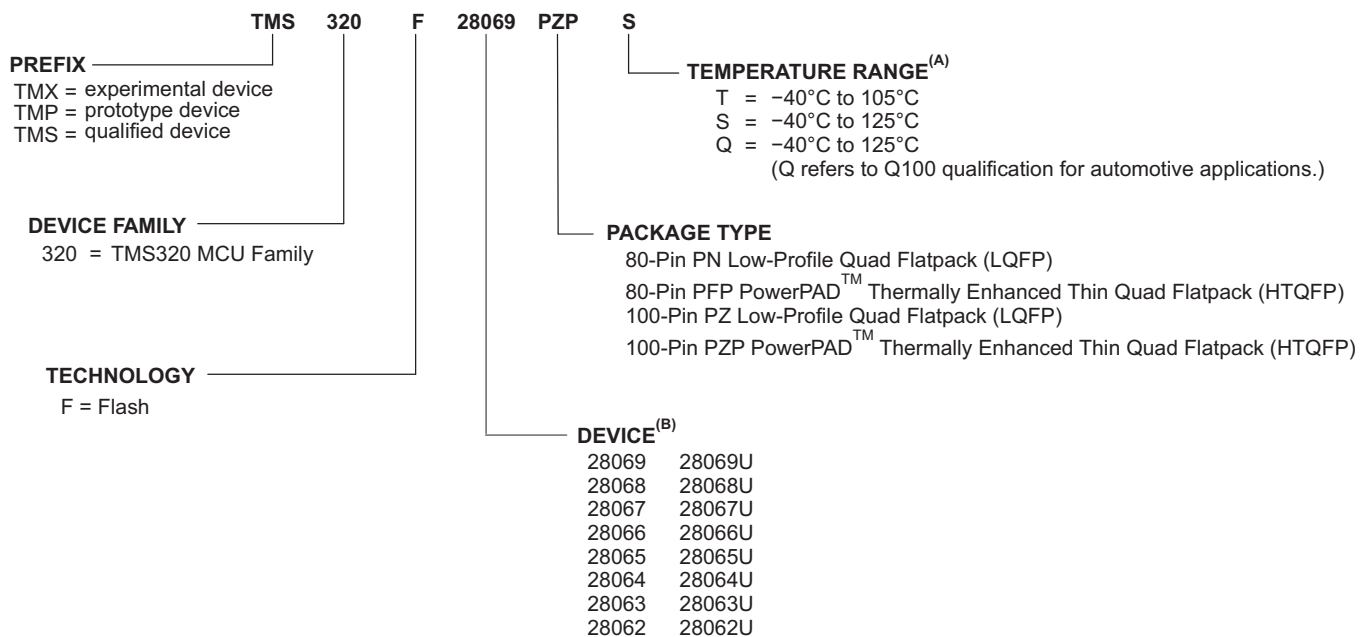 TMS 320 F 28069 PZP S
PREFIX
TMX = experimental device
TMP = prototype device
TMS = qualified device
TEMPERATURE RANGE(A)
T = −40°C to 105°C
S = −40°C to 125°C
Q = −40°C to 125°C
(Q refers to Q100 qualification for automotive applications.)
DEVICE FAMILY
320 = TMS320 MCU Family
PACKAGE TYPE
80-Pin PN Low-Profile Quad Flatpack (LQFP)
80-Pin PFP PowerPAD™ Thermally Enhanced Thin Quad Flatpack (HTQFP)
100-Pin PZ Low-Profile Quad Flatpack (LQFP)
100-Pin PZP PowerPAD™ Thermally Enhanced Thin Quad Flatpack (HTQFP)
TECHNOLOGY
F = Flash
DEVICE(B)
28069 28069U
28068 28068U
28067 28067U
28066 28066U
28065 28065U
28064 28064U
28063 28063U
28062 28062U